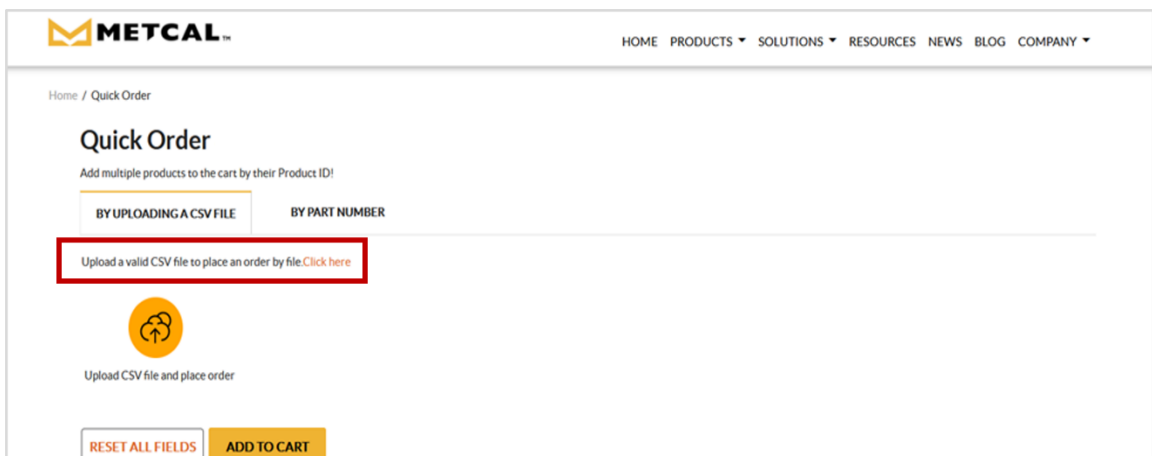 METCAL™
HOME PRODUCTS SOLUTIONS RESOURCES NEWS BLOG COMPANY
Home / Quick Order
Quick Order
Add multiple products to the cart by their Product ID!
BY UPLOADING A CSV FILE BY PART NUMBER
Upload a valid CSV file to place an order by file.Click here
Upload CSV file and place order
RESET ALL FIELDS ADD TO CART